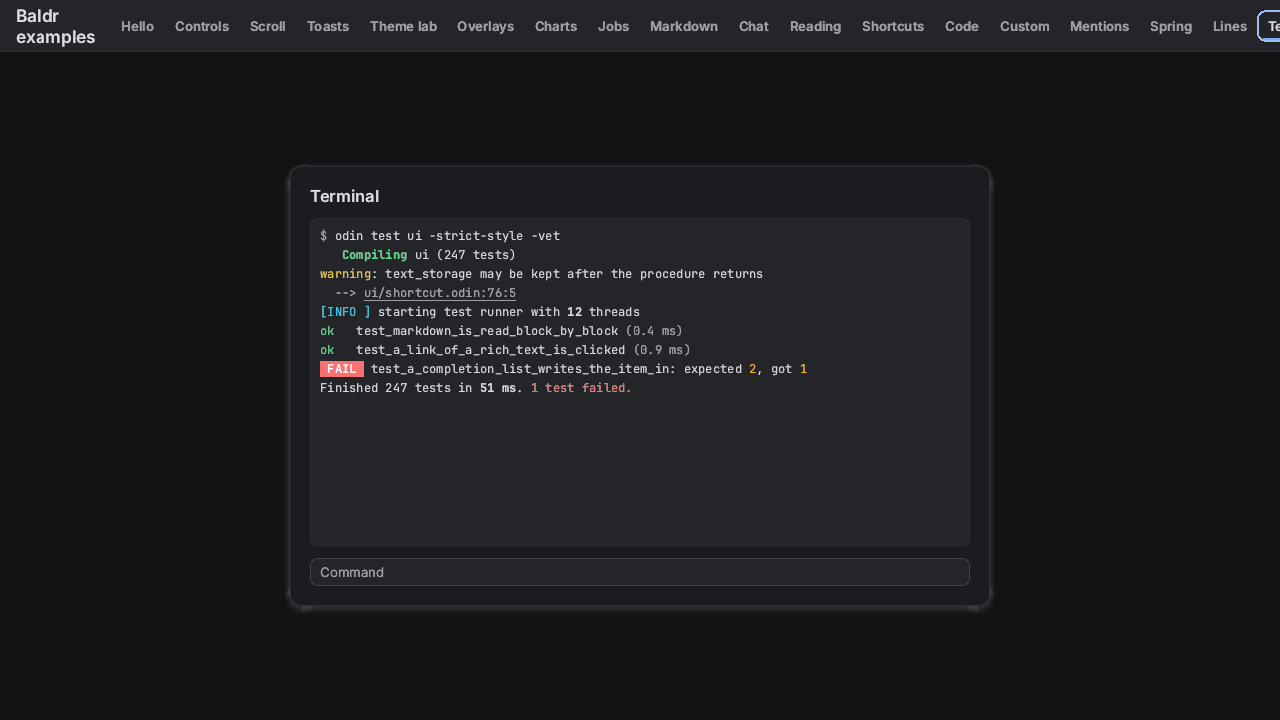 Baldr examples
Hello Controls Scroll Toasts Theme lab Overlays Charts Jobs Markdown Chat Reading Shortcuts Code Custom Mentions Spring Lines
Terminal
$ odin test ui -strict-style -vet
Compiling ui (247 tests)
warning: text_storage may be kept after the procedure returns
--> ui/shortcut.odin:76:5
[INFO ] starting test runner with 12 threads
ok test_markdown_is_read_block_by_block (0.4 ms)
ok test_a_link_of_a_rich_text_is_clicked (0.9 ms)
FAIL test_a_completion_list_writes_the_item_in: expected 2, got 1
Finished 247 tests in 51 ms. 1 test failed.
Command